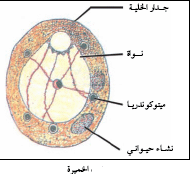 جدار الخلية
نواة
ميتوكوندريا
نشاء حيواني
الخميرة